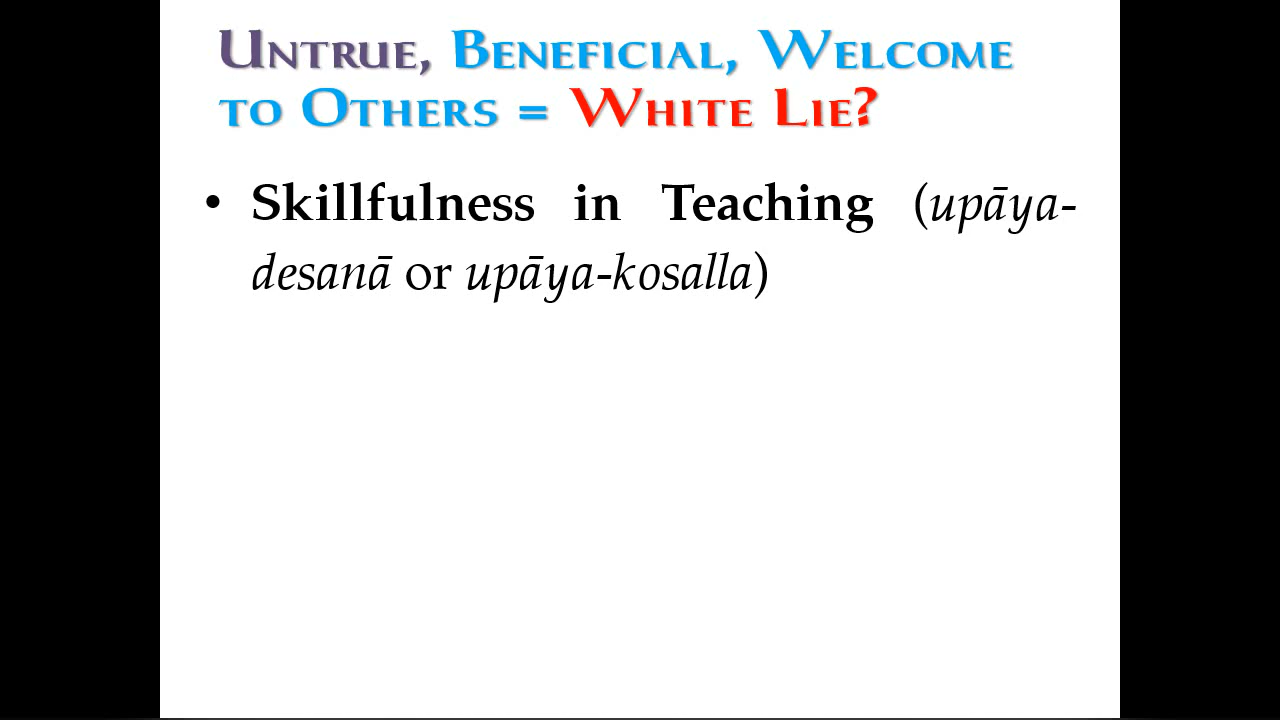 Untrue, Beneficial, Welcome
to Others = White Lie?
• Skillfulness in Teaching (upāya-
desanā or upāya-kosalla)